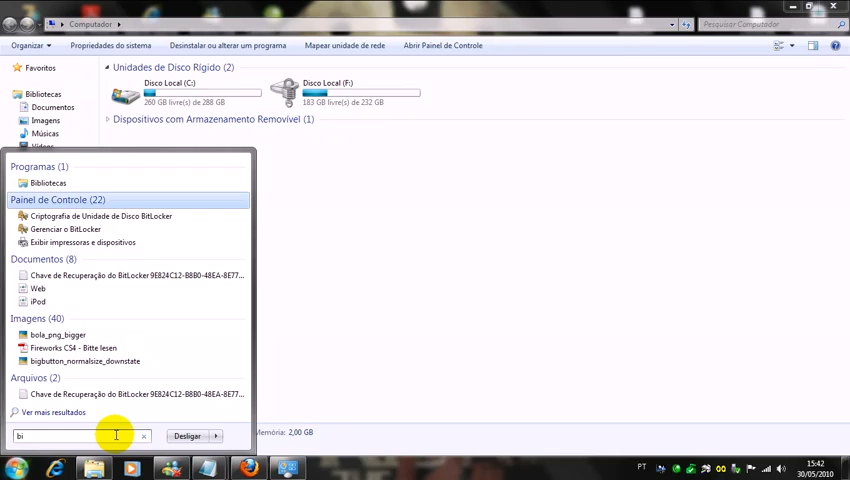 Computador
Pesquisar Computador
Organizar
Propriedades do sistema
Desinstalar ou alterar um programa
Mapear unidade de rede
Abrir Painel de Controle
Favoritos
Bibliotecas
Documentos
Imagens
Músicas
Vídeos
Unidades de Disco Rígido (2)
Disco Local (C:)
260 GB livre(s) de 288 GB
Disco Local (F:)
183 GB livre(s) de 232 GB
Dispositivos com Armazenamento Removível (1)
Programas (1)
Bibliotecas
Painel de Controle (22)
Criptografia de Unidade de Disco BitLocker
Gerenciar o BitLocker
Exibir impressoras e dispositivos
Documentos (8)
Chave de Recuperação do BitLocker 9E824C12-B8B0-48EA-8E77...
Web
iPod
Imagens (40)
bola_png_bigger
Fireworks CS4 - Bitte lesen
bigbutton_normalsize_downstate
Arquivos (2)
Chave de Recuperação do BitLocker 9E824C12-B8B0-48EA-8E77...
Ver mais resultados
bi
Desligar
Memória: 2,00 GB
PT
15:42
30/05/2010